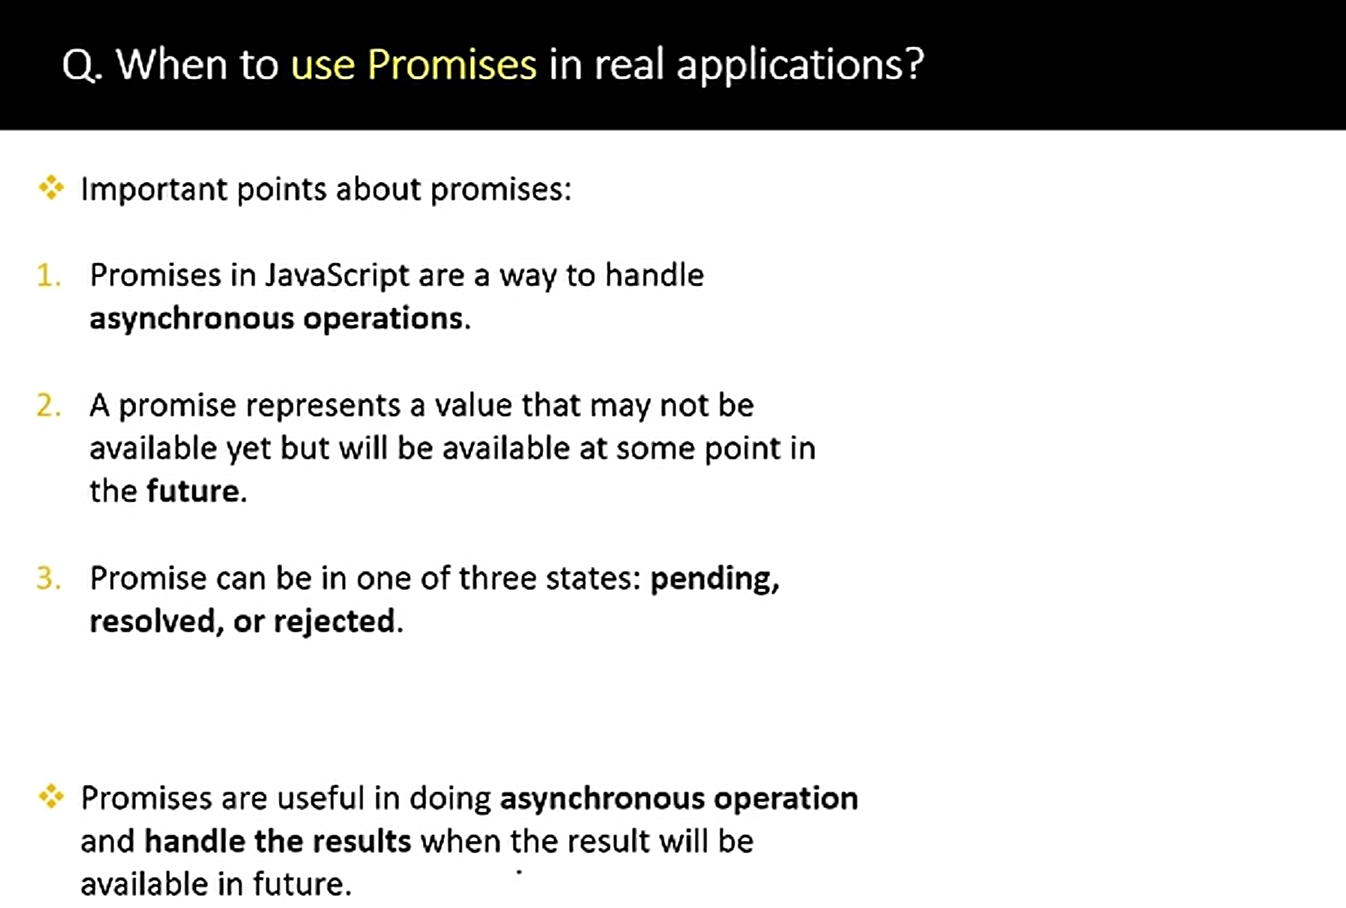 Q. When to use Promises in real applications?
❖ Important points about promises:
1. Promises in JavaScript are a way to handle
asynchronous operations.
2. A promise represents a value that may not be
available yet but will be available at some point in
the future.
3. Promise can be in one of three states: pending,
resolved, or rejected.
❖ Promises are useful in doing asynchronous operation
and handle the results when the result will be
available in future.